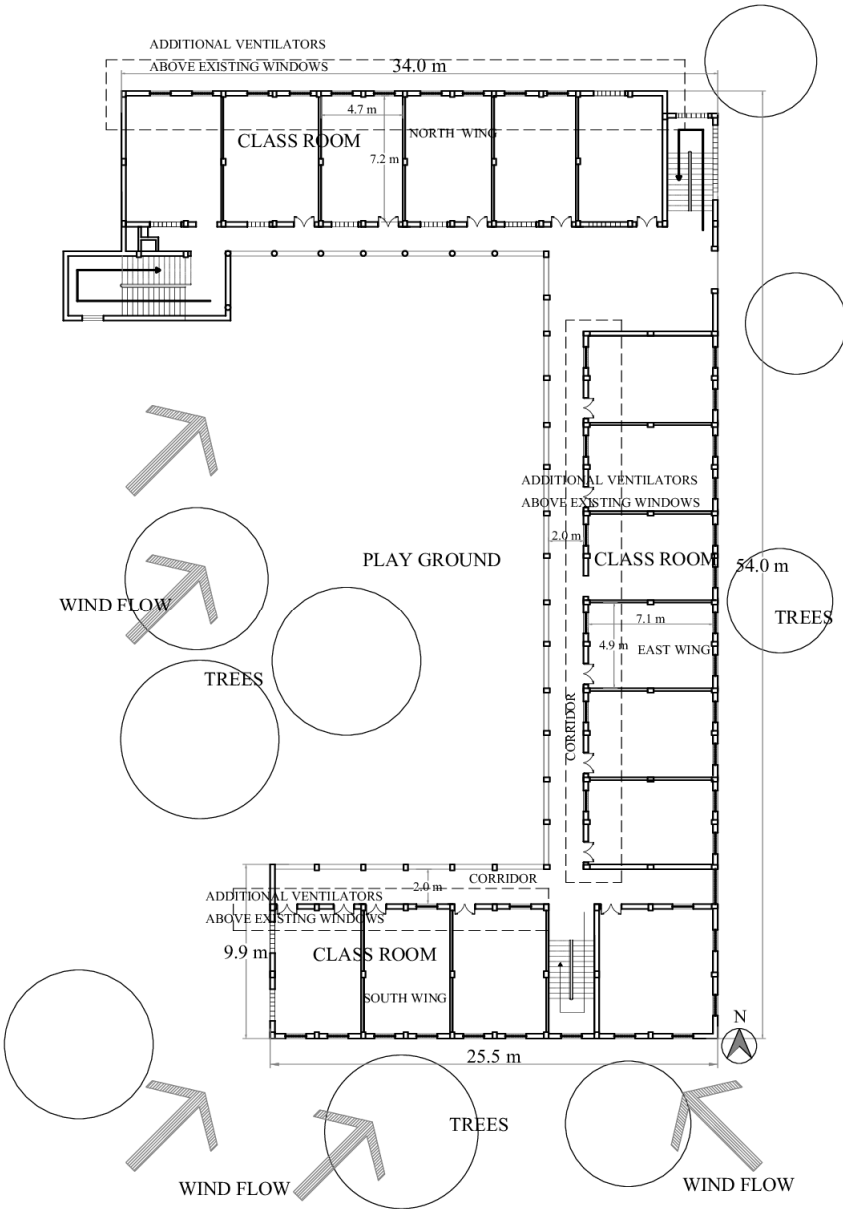 ADDITIONAL VENTILATORS
ABOVE EXISTING WINDOWS
34.0 m
4.7 m
NORTH WING
CLASS ROOM
7.2 m
ADDITIONAL VENTILATORS
ABOVE EXISTING WINDOWS
2.0 m
PLAY GROUND
CLASS ROOM
54.0 m
WIND FLOW
TREES
7.1 m
4.9 m
EAST WING
TREES
CORRIDOR
CORRIDOR
2.0 m
ADDITIONAL VENTILATORS
ABOVE EXISTING WINDOWS
9.9 m
CLASS ROOM
SOUTH WING
N
25.5 m
TREES
WIND FLOW
WIND FLOW